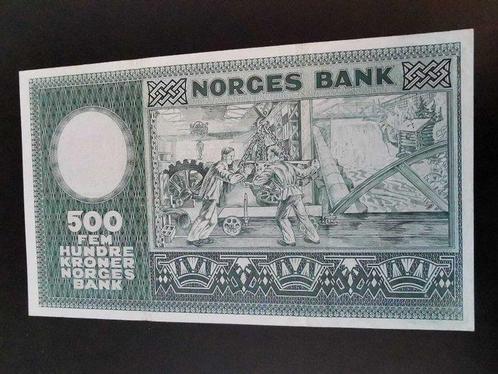 NORGES BANK
500
FEM
HUNDRE
KRONER
NORGES
BANK